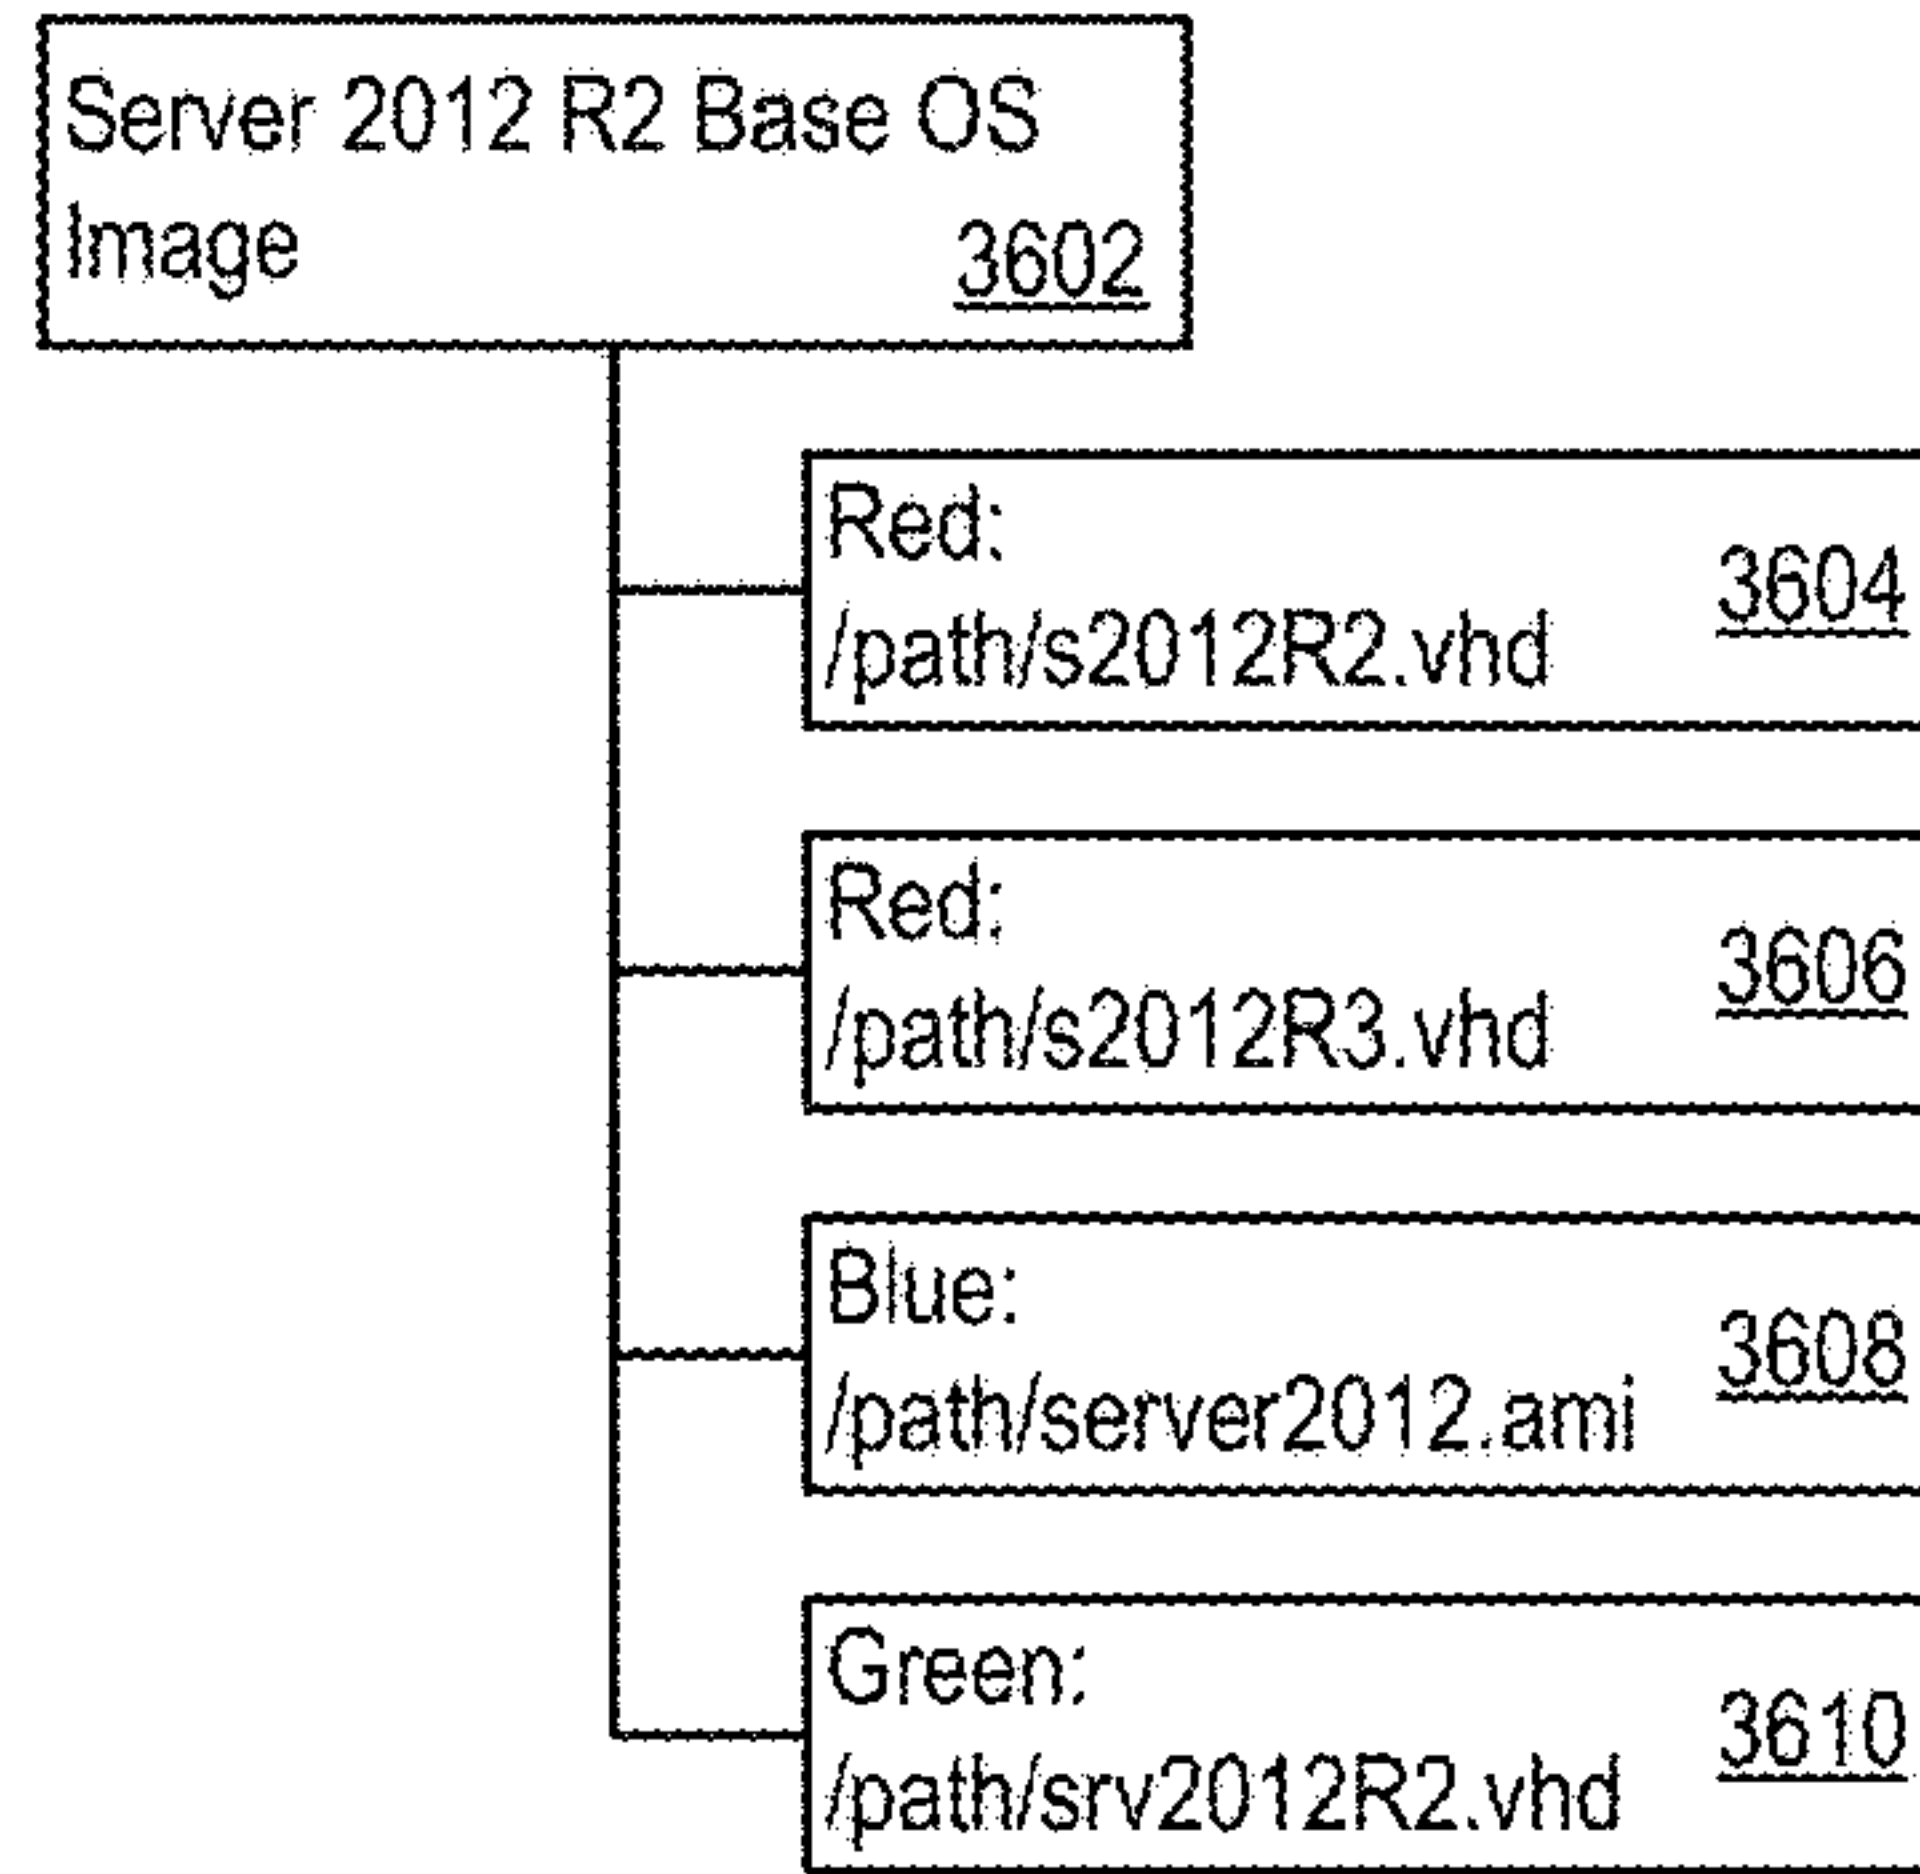 Server 2012 R2 Base OS
Image 3602
Red:
3604
/path/s2012R2.vhd
Red:
3606
/path/s2012R3.vhd
Blue:
3608
/path/server2012.ami
Green:
3610
/path/srv2012R2.vhd